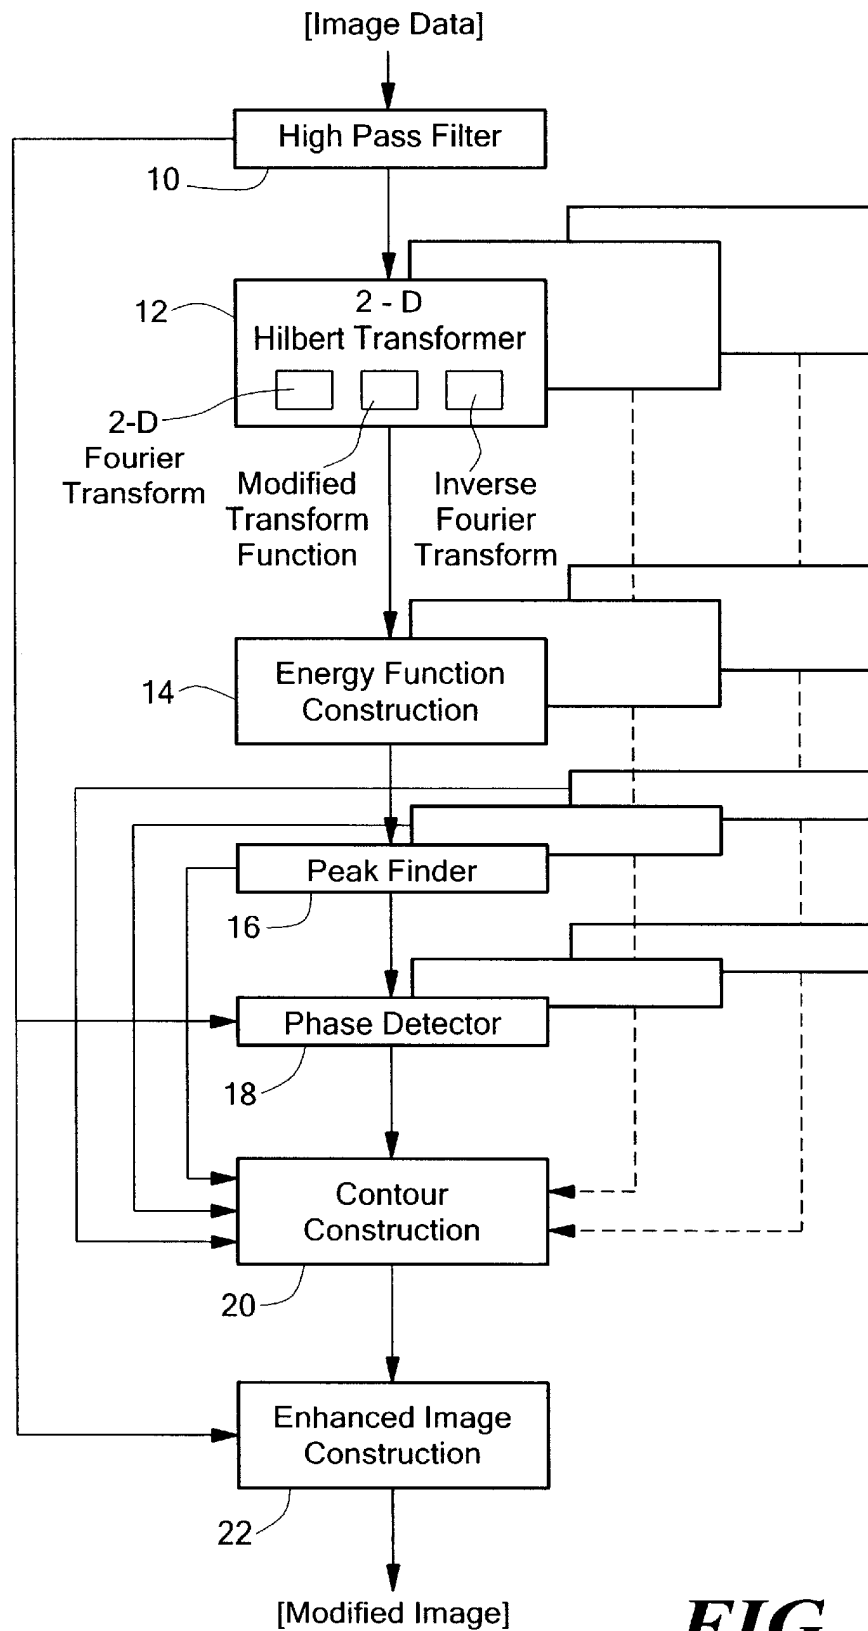 [Image Data]
High Pass Filter
10
2 - D
Hilbert Transformer
12
2-D
Fourier
Transform
Modified
Transform
Function
Inverse
Fourier
Transform
Energy Function
Construction
14
Peak Finder
16
Phase Detector
18
Contour
Construction
20
Enhanced Image
Construction
22
[Modified Image]
FIG